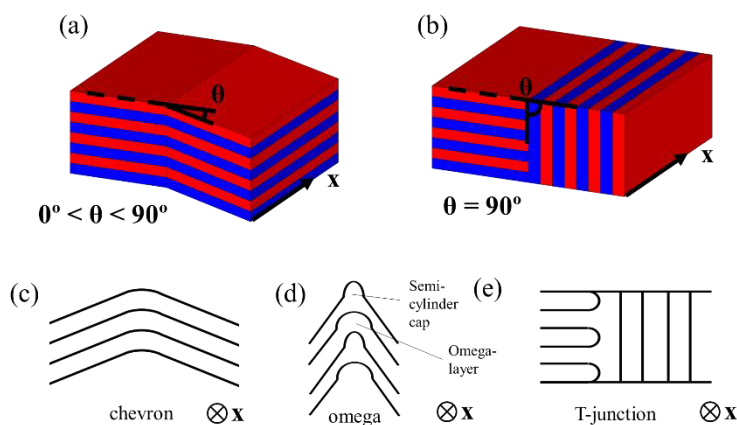 (a)
θ
x
0º < θ < 90º
(b)
θ
x
θ = 90º
(c)
chevron
⊗ x
(d)
Semi-
cylinder
cap
Omega-
layer
omega
⊗ x
(e)
T-junction
⊗ x